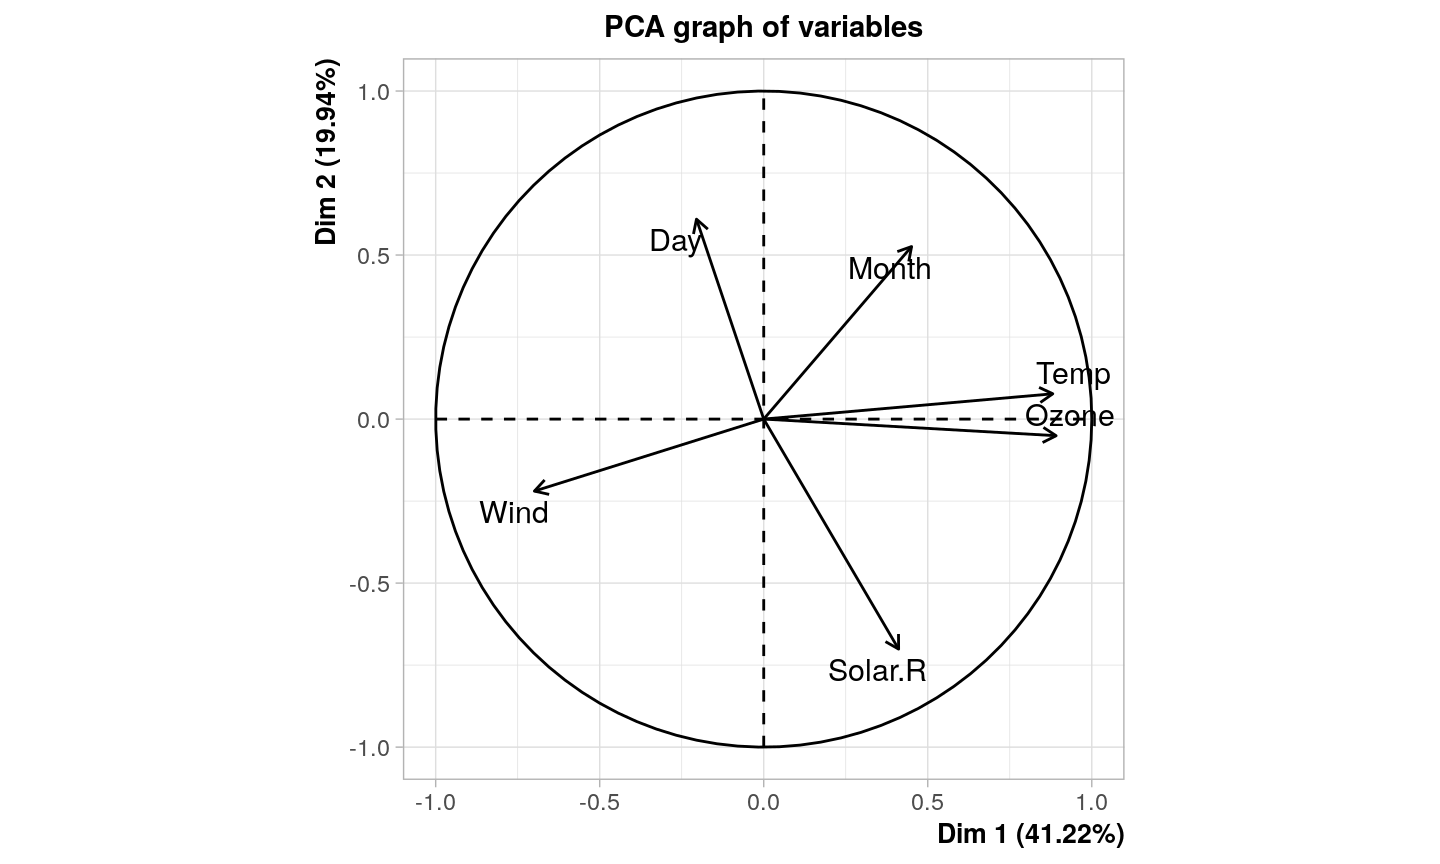 PCA graph of variables
Dim 2 (19.94%)
1.0
0.5
0.0
-0.5
-1.0
Day
Month
Temp
Ozone
Wind
Solar.R
-1.0
-0.5
0.0
0.5
1.0
Dim 1 (41.22%)